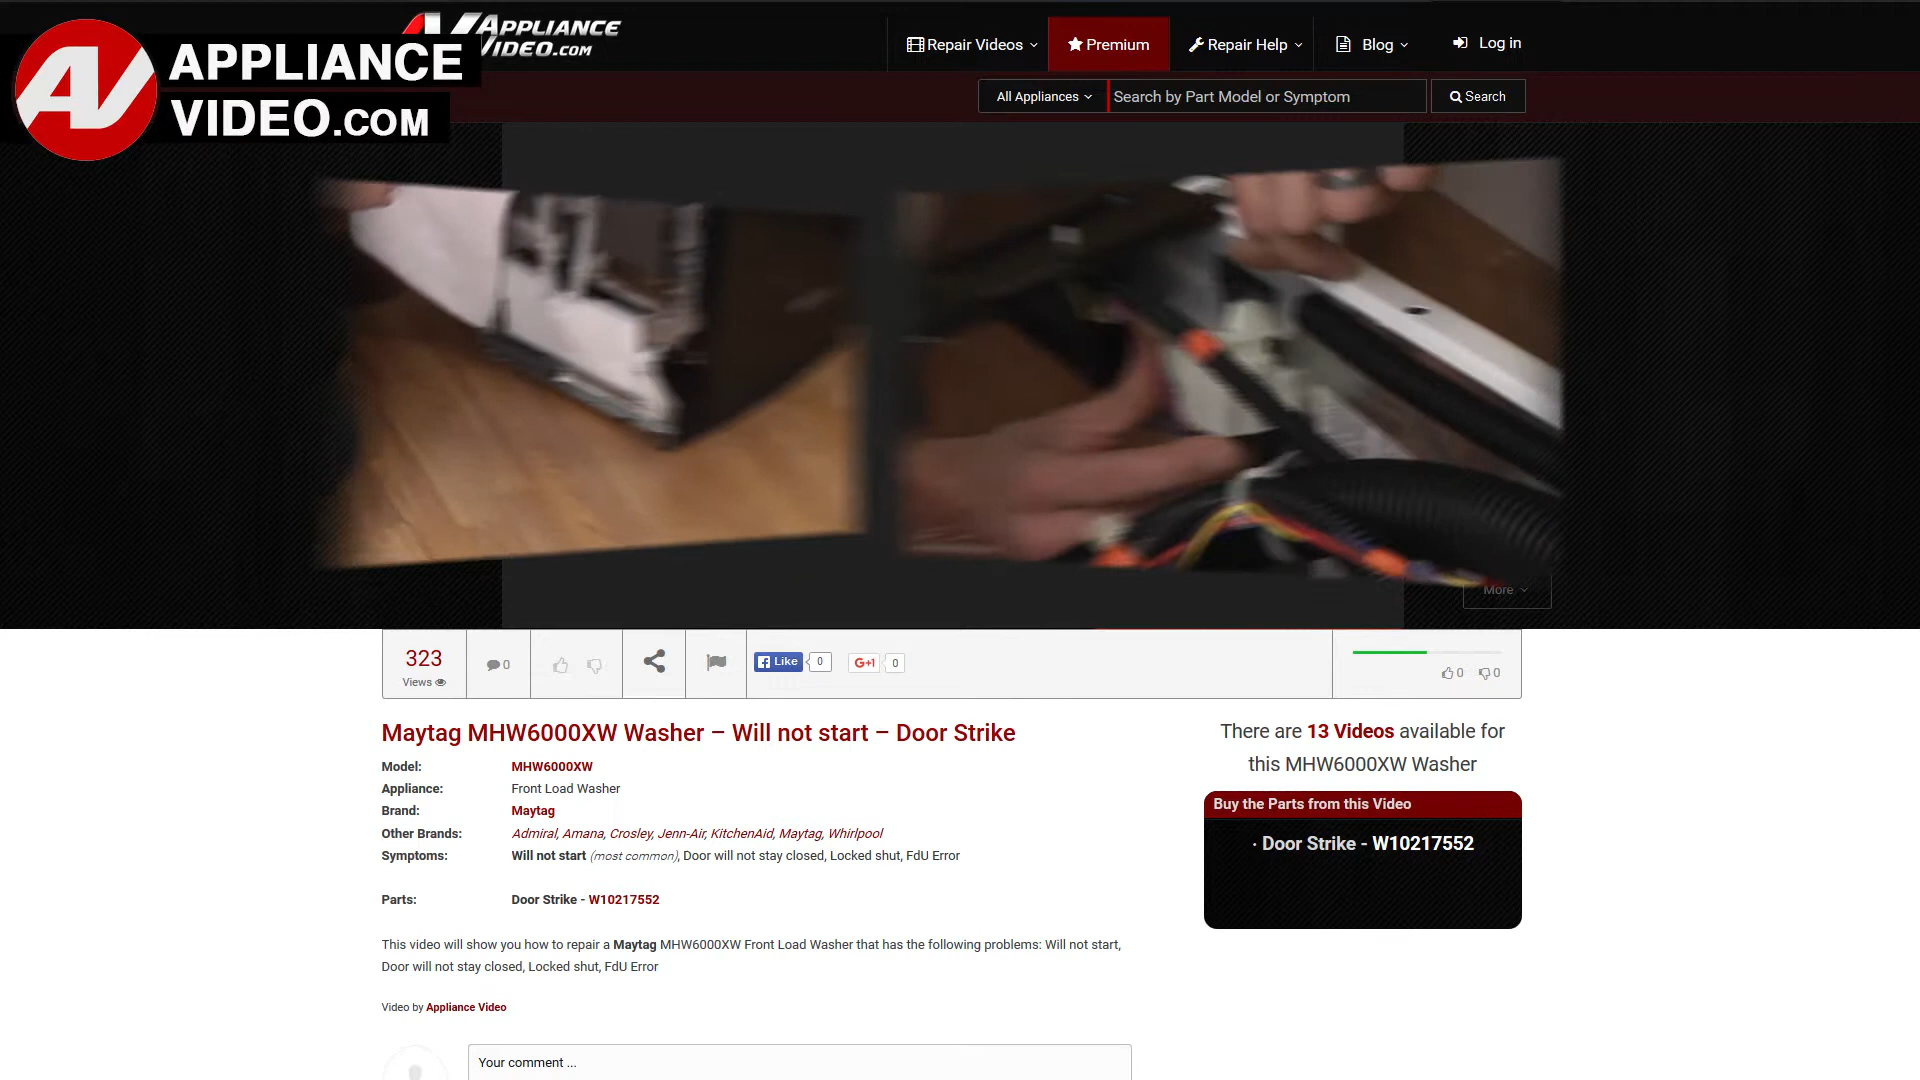 APPLIANCE
VIDEO.COM
APPLIANCE
VIDEO.COM
Repair Videos
Premium
Repair Help
Blog
Log in
All Appliances
Search by Part Model or Symptom
Search
More
323
Views
0
Like
0
G+1
0
0
0
Maytag MHW6000XW Washer – Will not start – Door Strike
Model: MHW6000XW
Appliance: Front Load Washer
Brand: Maytag
Other Brands: Admiral, Amana, Crosley, Jenn-Air, KitchenAid, Maytag, Whirlpool
Symptoms: Will not start (most common), Door will not stay closed, Locked shut, FdU Error
Parts: Door Strike - W10217552
This video will show you how to repair a Maytag MHW6000XW Front Load Washer that has the following problems: Will not start,
Door will not stay closed, Locked shut, FdU Error
Video by Appliance Video
Your comment ...
There are 13 Videos available for
this MHW6000XW Washer
Buy the Parts from this Video
· Door Strike - W10217552